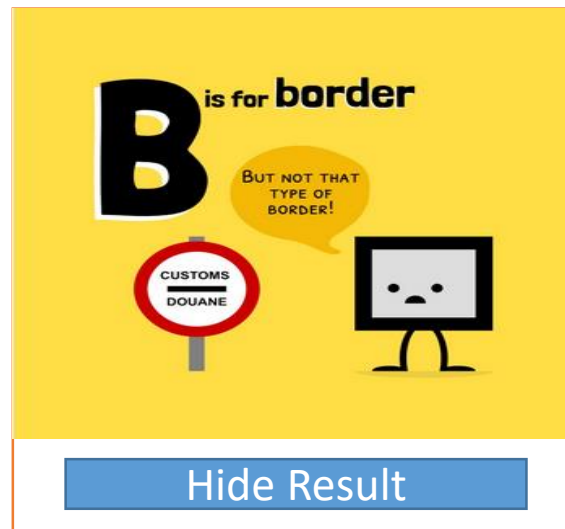 B is for border
BUT NOT THAT
TYPE OF
BORDER!
CUSTOMS
DOUANE
Hide Result